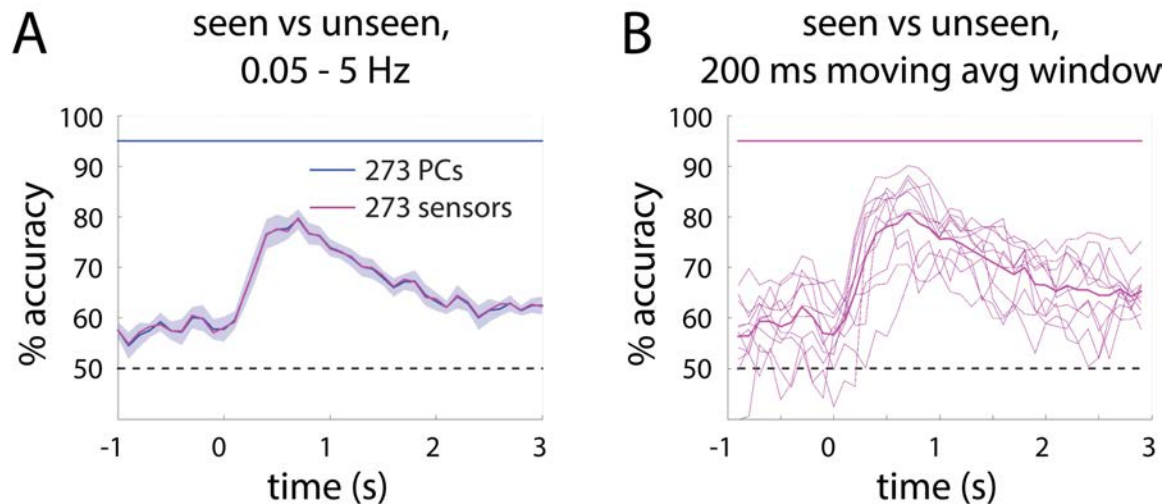 A
seen vs unseen,
0.05 - 5 Hz
% accuracy
100
90
80
70
60
50
273 PCs
273 sensors
-1
0
1
2
3
time (s)
B
seen vs unseen,
200 ms moving avg window
% accuracy
100
90
80
70
60
50
-1
0
1
2
3
time (s)